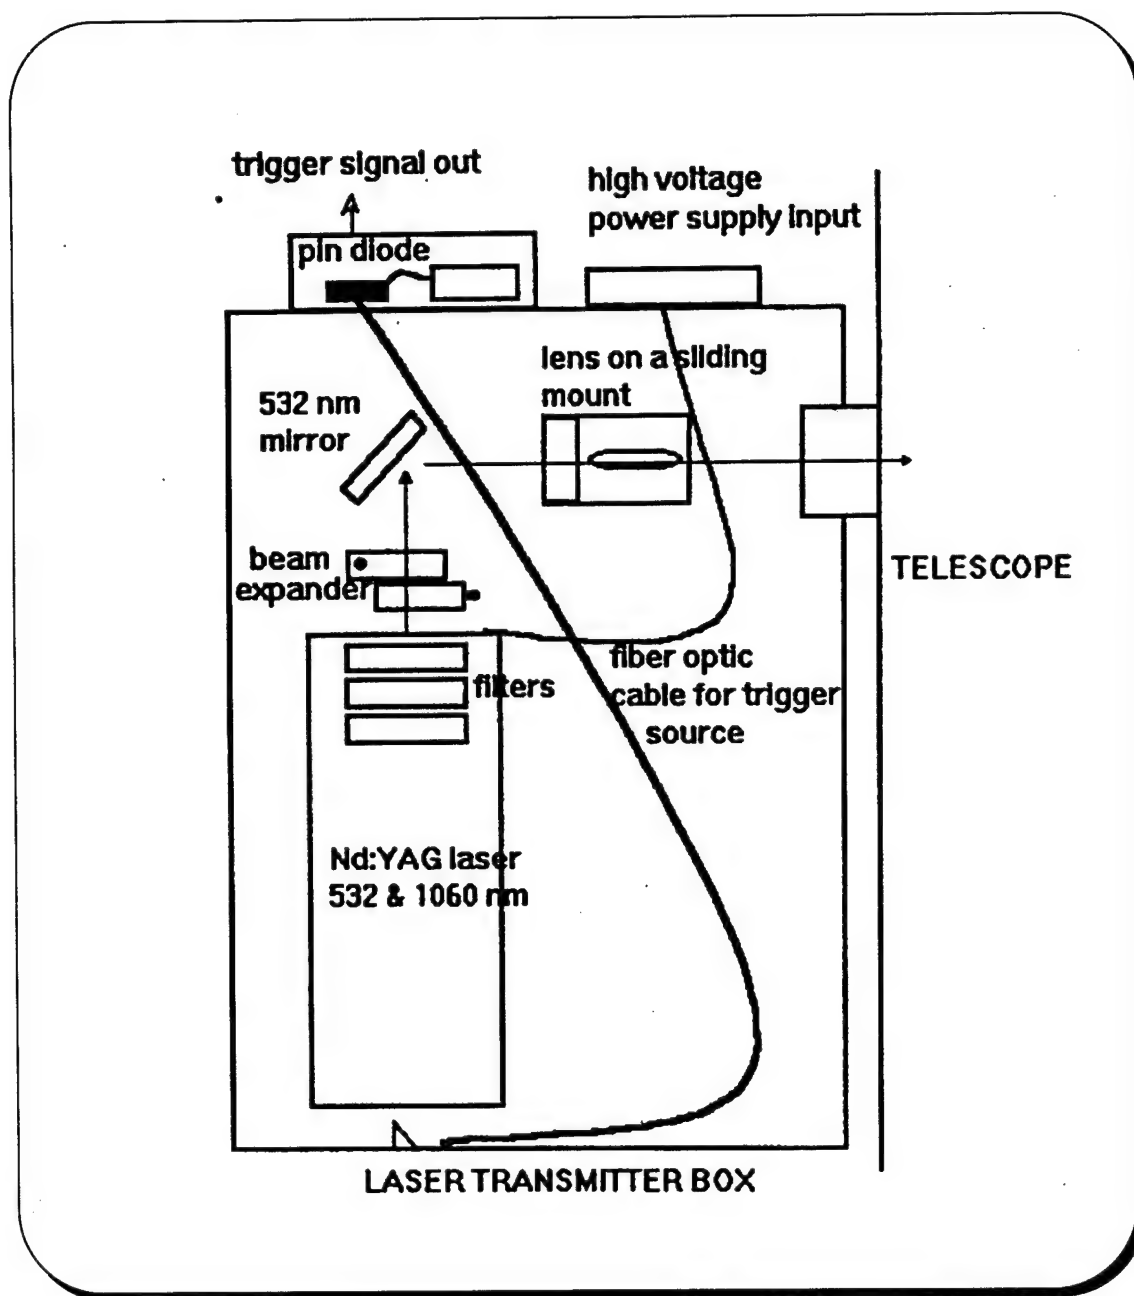 trigger signal out
high voltage
power supply input
pin diode
lens on a sliding
mount
532 nm
mirror
beam
expander
TELESCOPE
filters
fiber optic
cable for trigger
source
Nd:YAG laser
532 & 1060 nm
LASER TRANSMITTER BOX